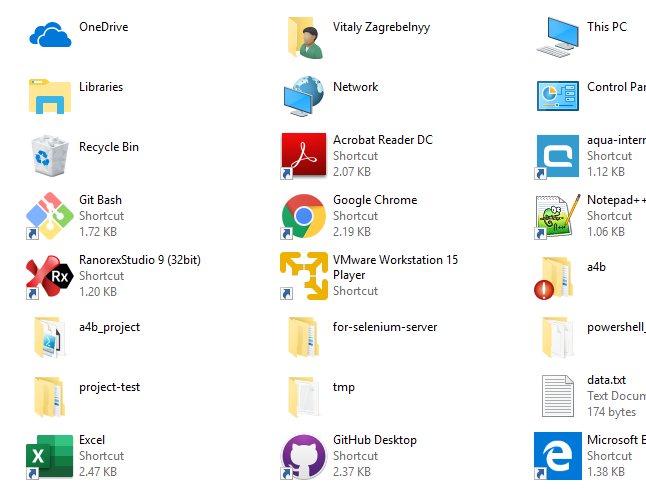 OneDrive
Vitaly Zagrebelnyy
This PC
Libraries
Network
Control Par
Recycle Bin
Acrobat Reader DC
Shortcut
2.07 KB
aqua-interr
Shortcut
1.12 KB
Git Bash
Shortcut
1.72 KB
Google Chrome
Shortcut
2.19 KB
Notepad++
Shortcut
1.06 KB
RanorexStudio 9 (32bit)
Shortcut
1.20 KB
VMware Workstation 15
Player
Shortcut
a4b
a4b_project
for-selenium-server
powershell_
project-test
tmp
data.txt
Text Docum
174 bytes
Excel
Shortcut
2.47 KB
GitHub Desktop
Shortcut
2.37 KB
Microsoft E
Shortcut
1.38 KB